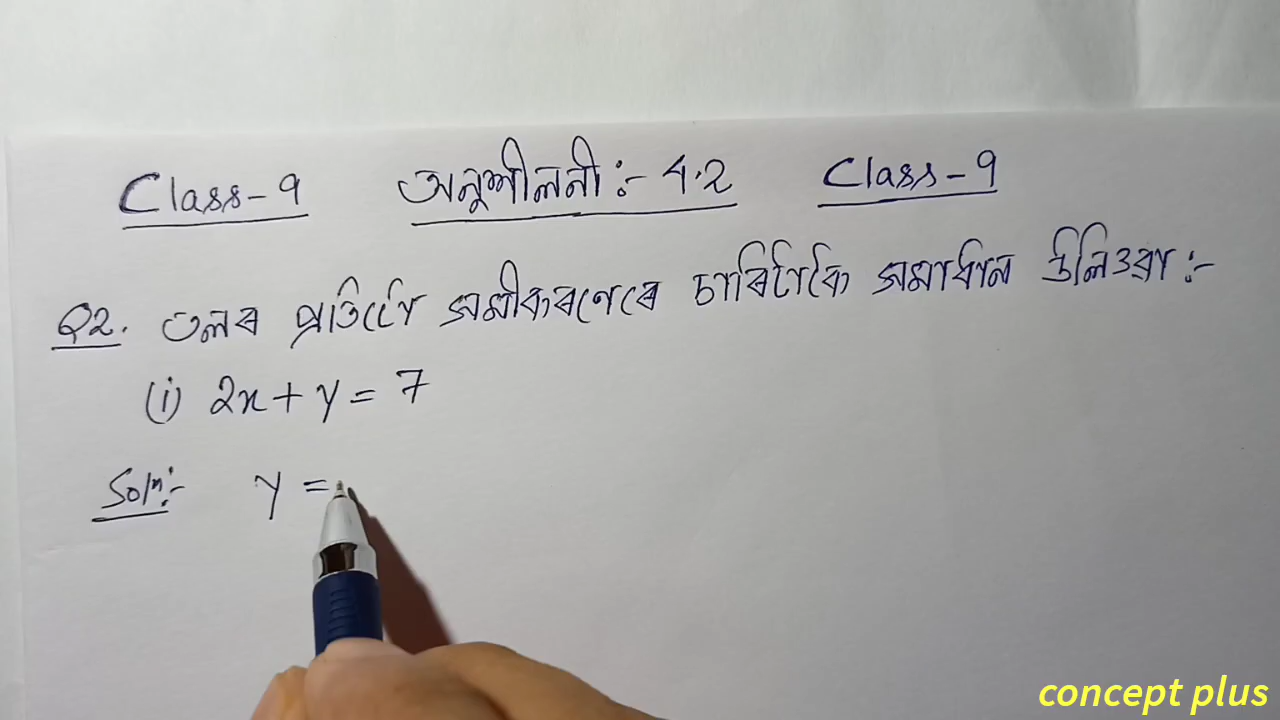 Class-9 অনুশীলনী:- 4.2 Class-9
Q2. তলৰ প্ৰতিটো সমীকৰণেৰে চাৰিটাকৈ সমাধান উলিওৱা:-
(i) 2x + y = 7
Solⁿ:- y =
concept plus